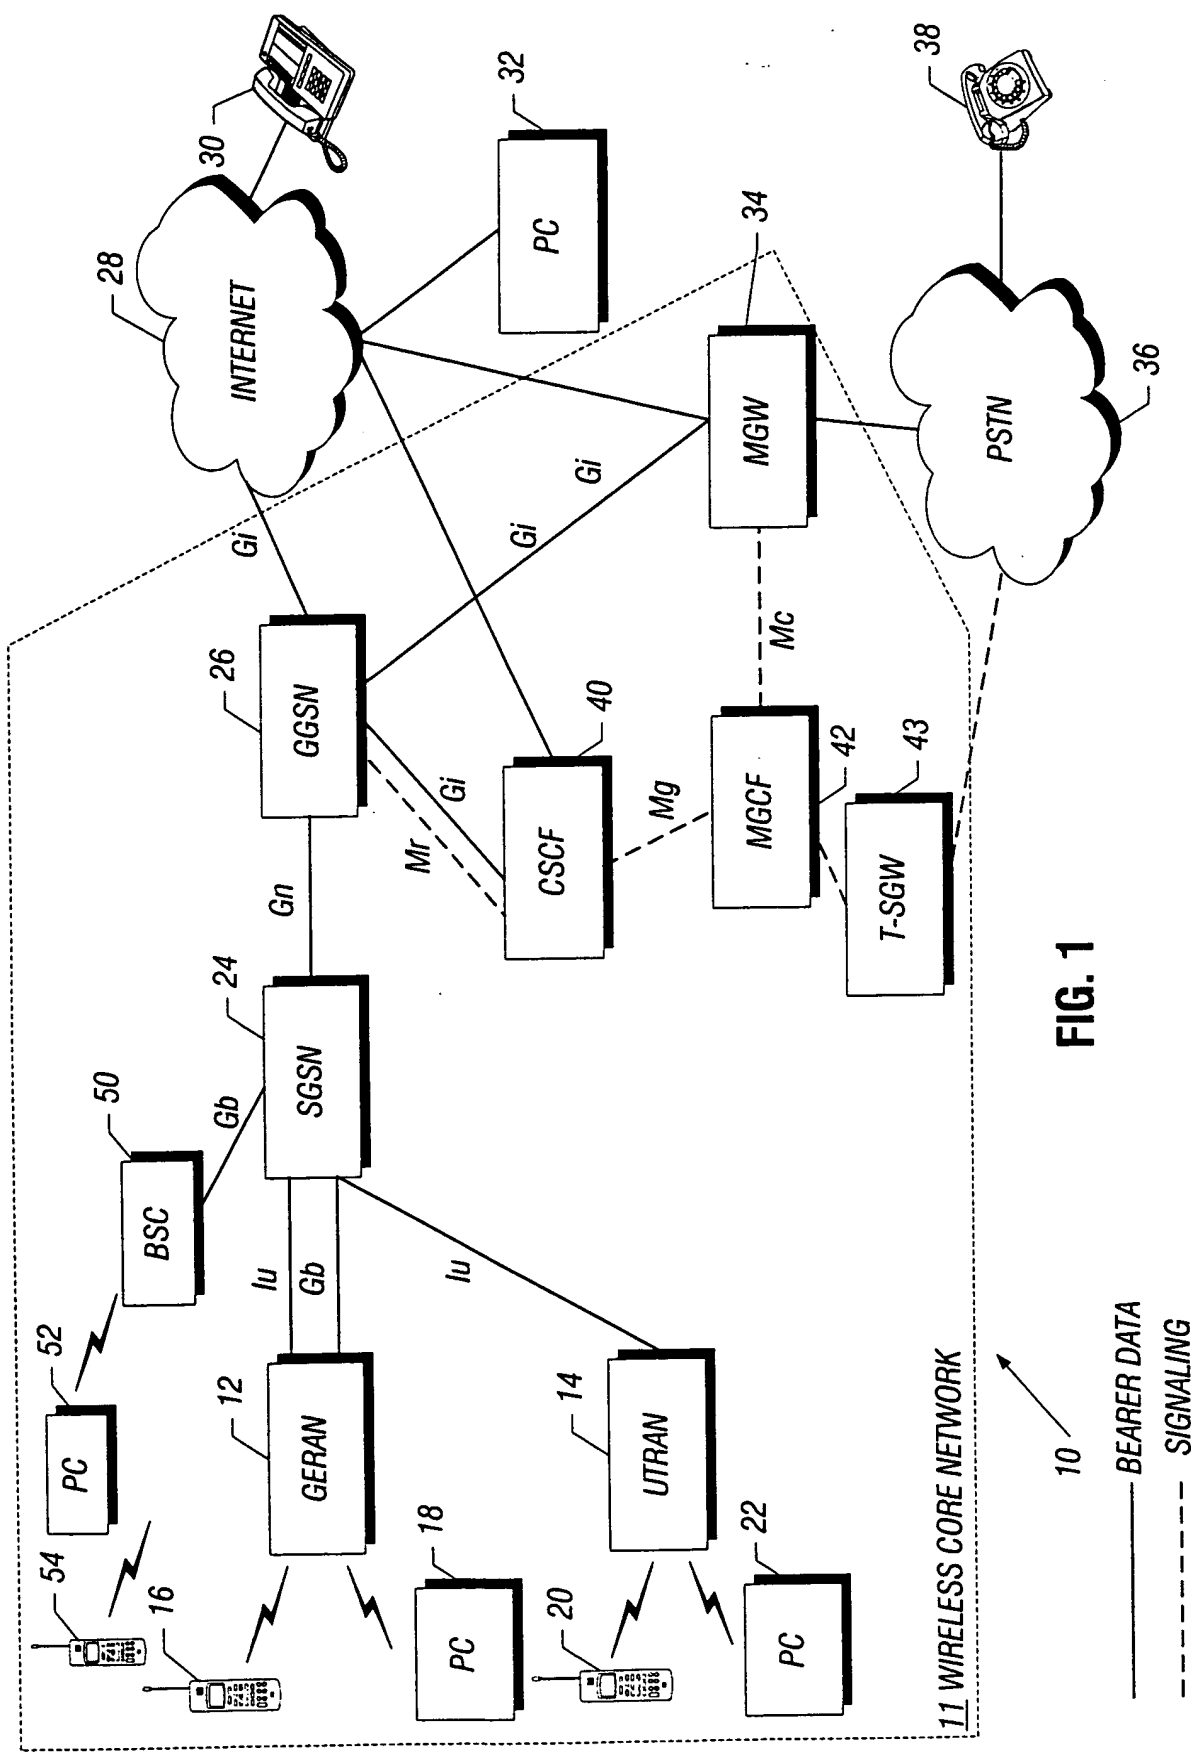 54
16
PC
52
BSC
50
Gb
12
GERAN
Iu
Gb
SGSN
24
Gn
GGSN
26
Gi
INTERNET
28
30
PC
32
18
PC
20
14
UTRAN
Iu
22
PC
Mr
Gi
CSCF
40
Gi
Gi
Mg
MGCF
42
Mc
MGW
34
T-SGW
43
PSTN
36
38
11 WIRELESS CORE NETWORK
10
BEARER DATA
SIGNALING
FIG. 1